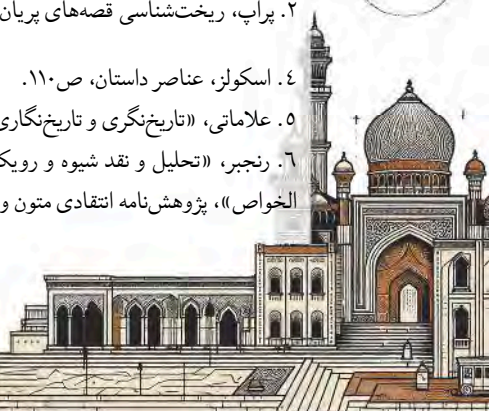 ۲. پراپ، ریخت‌شناسی قصه‌های پریان
۴. اسکولز، عناصر داستان، ص۱۱۰.
۵. علاماتی، «تاریخ‌نگری و تاریخ‌نگاری
۶. رنجبر، «تحلیل و نقد شیوه و رویک
الخواص»، پژوهش‌نامه انتقادی متون و